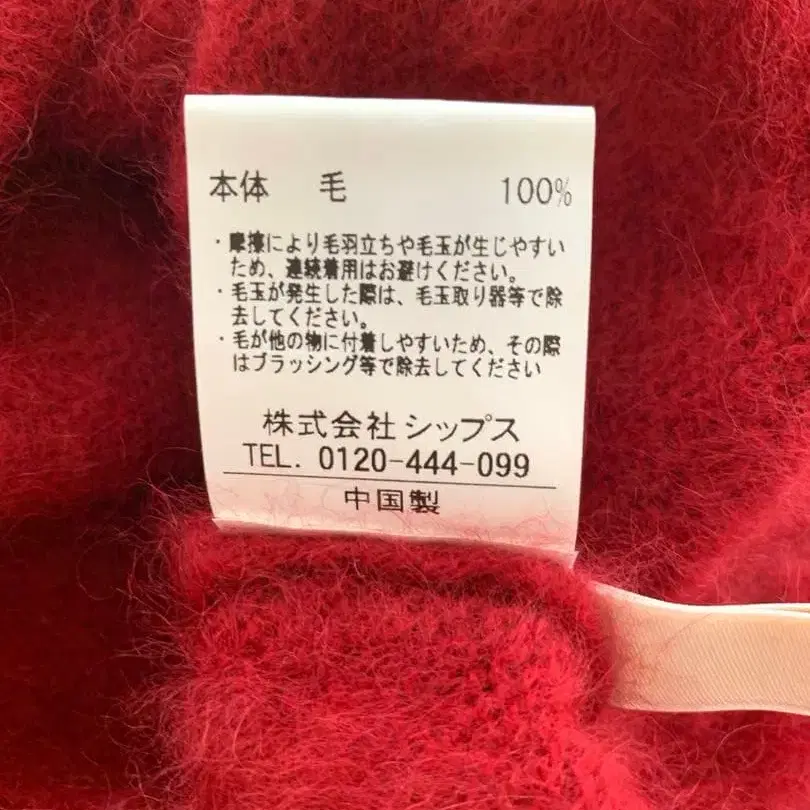 本体 毛 100%
・摩擦により毛羽立ちや毛玉が生じやすい
ため、連続着用はお避けください。
・毛玉が発生した際は、毛玉取り器等で除
去してください。
・毛が他の物に付着しやすいため、その際
はブラッシング等で除去してください
株式会社 シップス
TEL. 0120-444-099
中国製